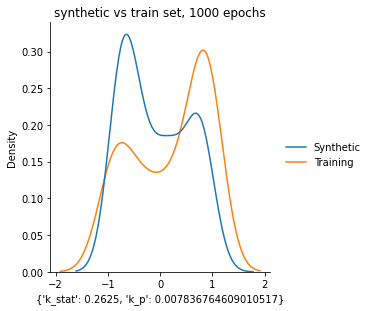 synthetic vs train set, 1000 epochs
0.30
0.25
0.20
0.15
0.10
0.05
0.00
Density
−2
−1
0
1
2
{'k_stat': 0.2625, 'k_p': 0.007836764609010517}
Synthetic
Training